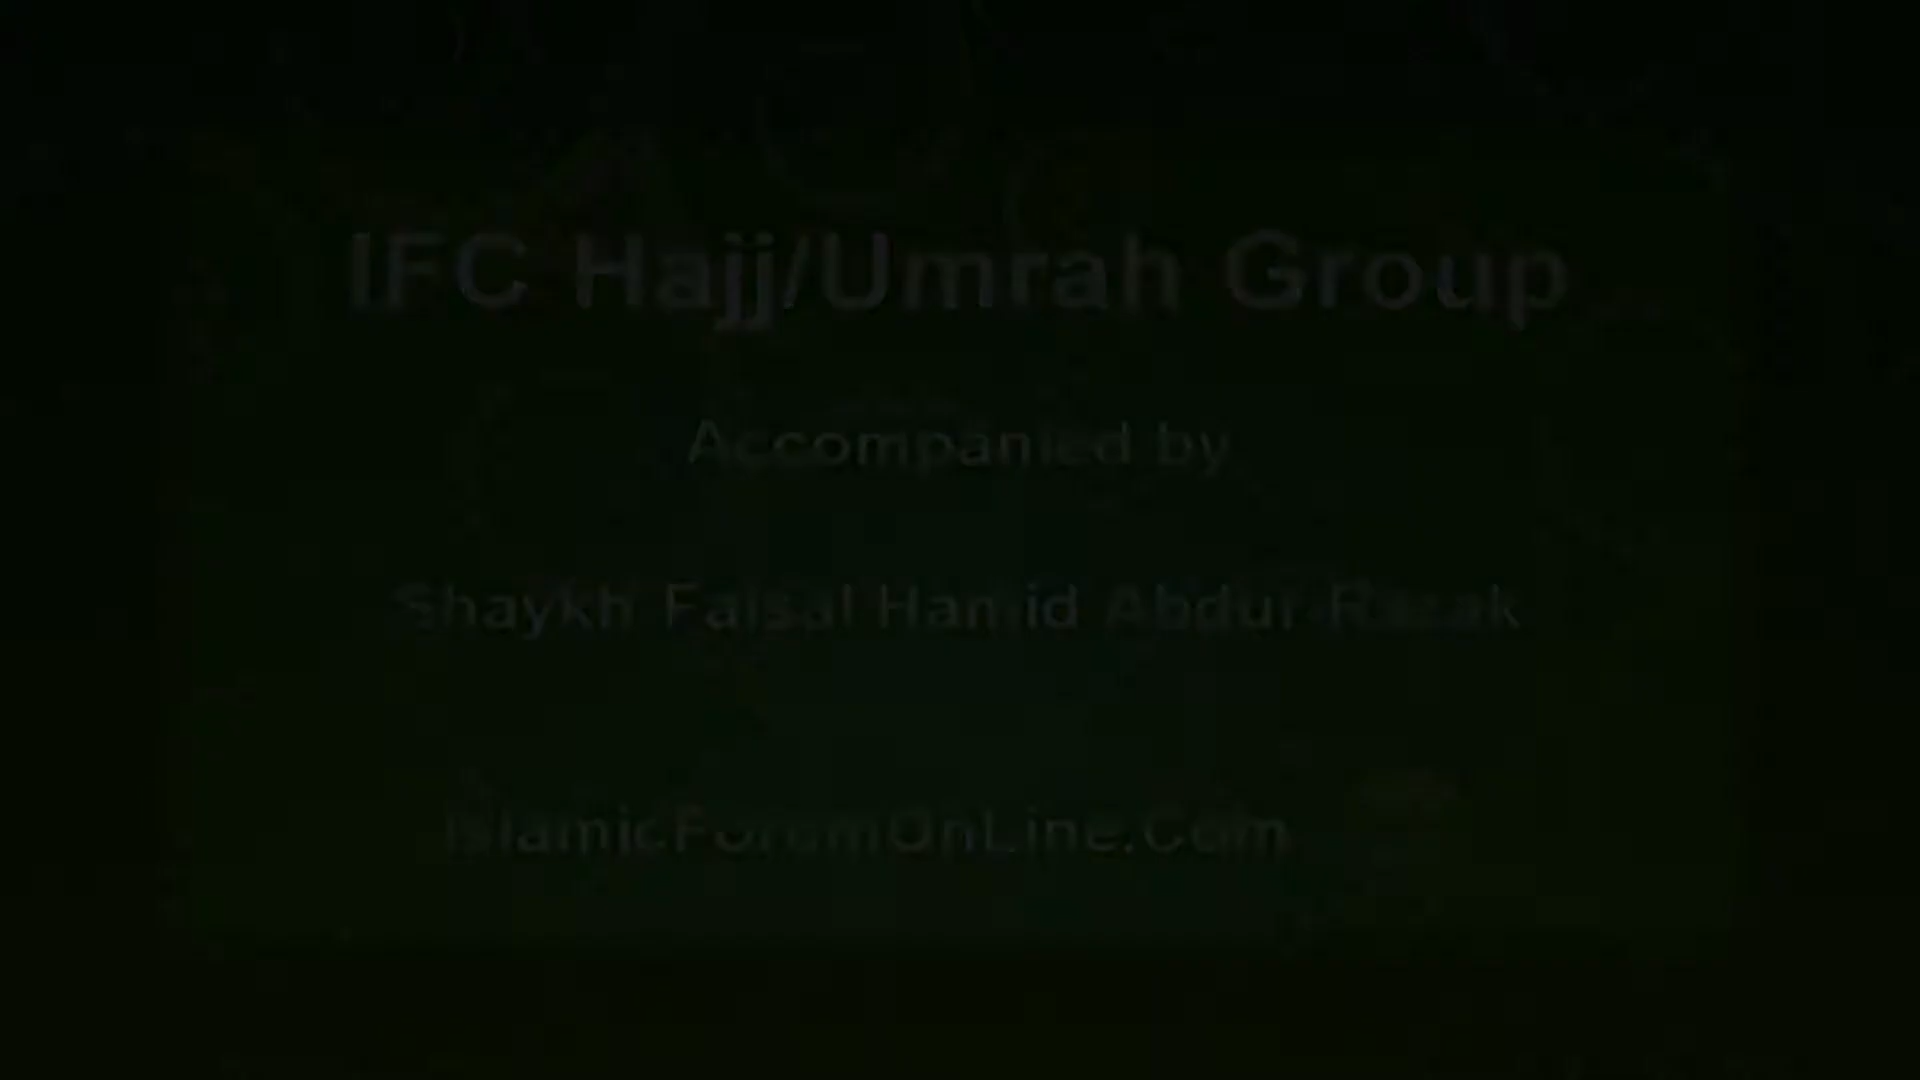 IFC Hajj/Umrah Group
Accompanied by
Shaykh Faisal Hamid Abdur-Razak
IslamicForumOnLine.Com